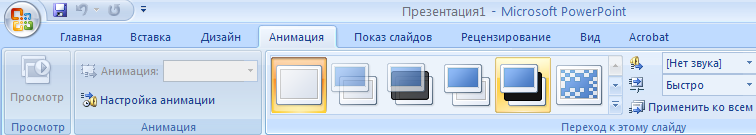 Презентация1 - Microsoft PowerPoint
Главная Вставка Дизайн Анимация Показ слайдов Рецензирование Вид Acrobat
Просмотр
Анимация:
Настройка анимации
[Нет звука]
Быстро
Применить ко всем
Просмотр Анимация Переход к этому слайду